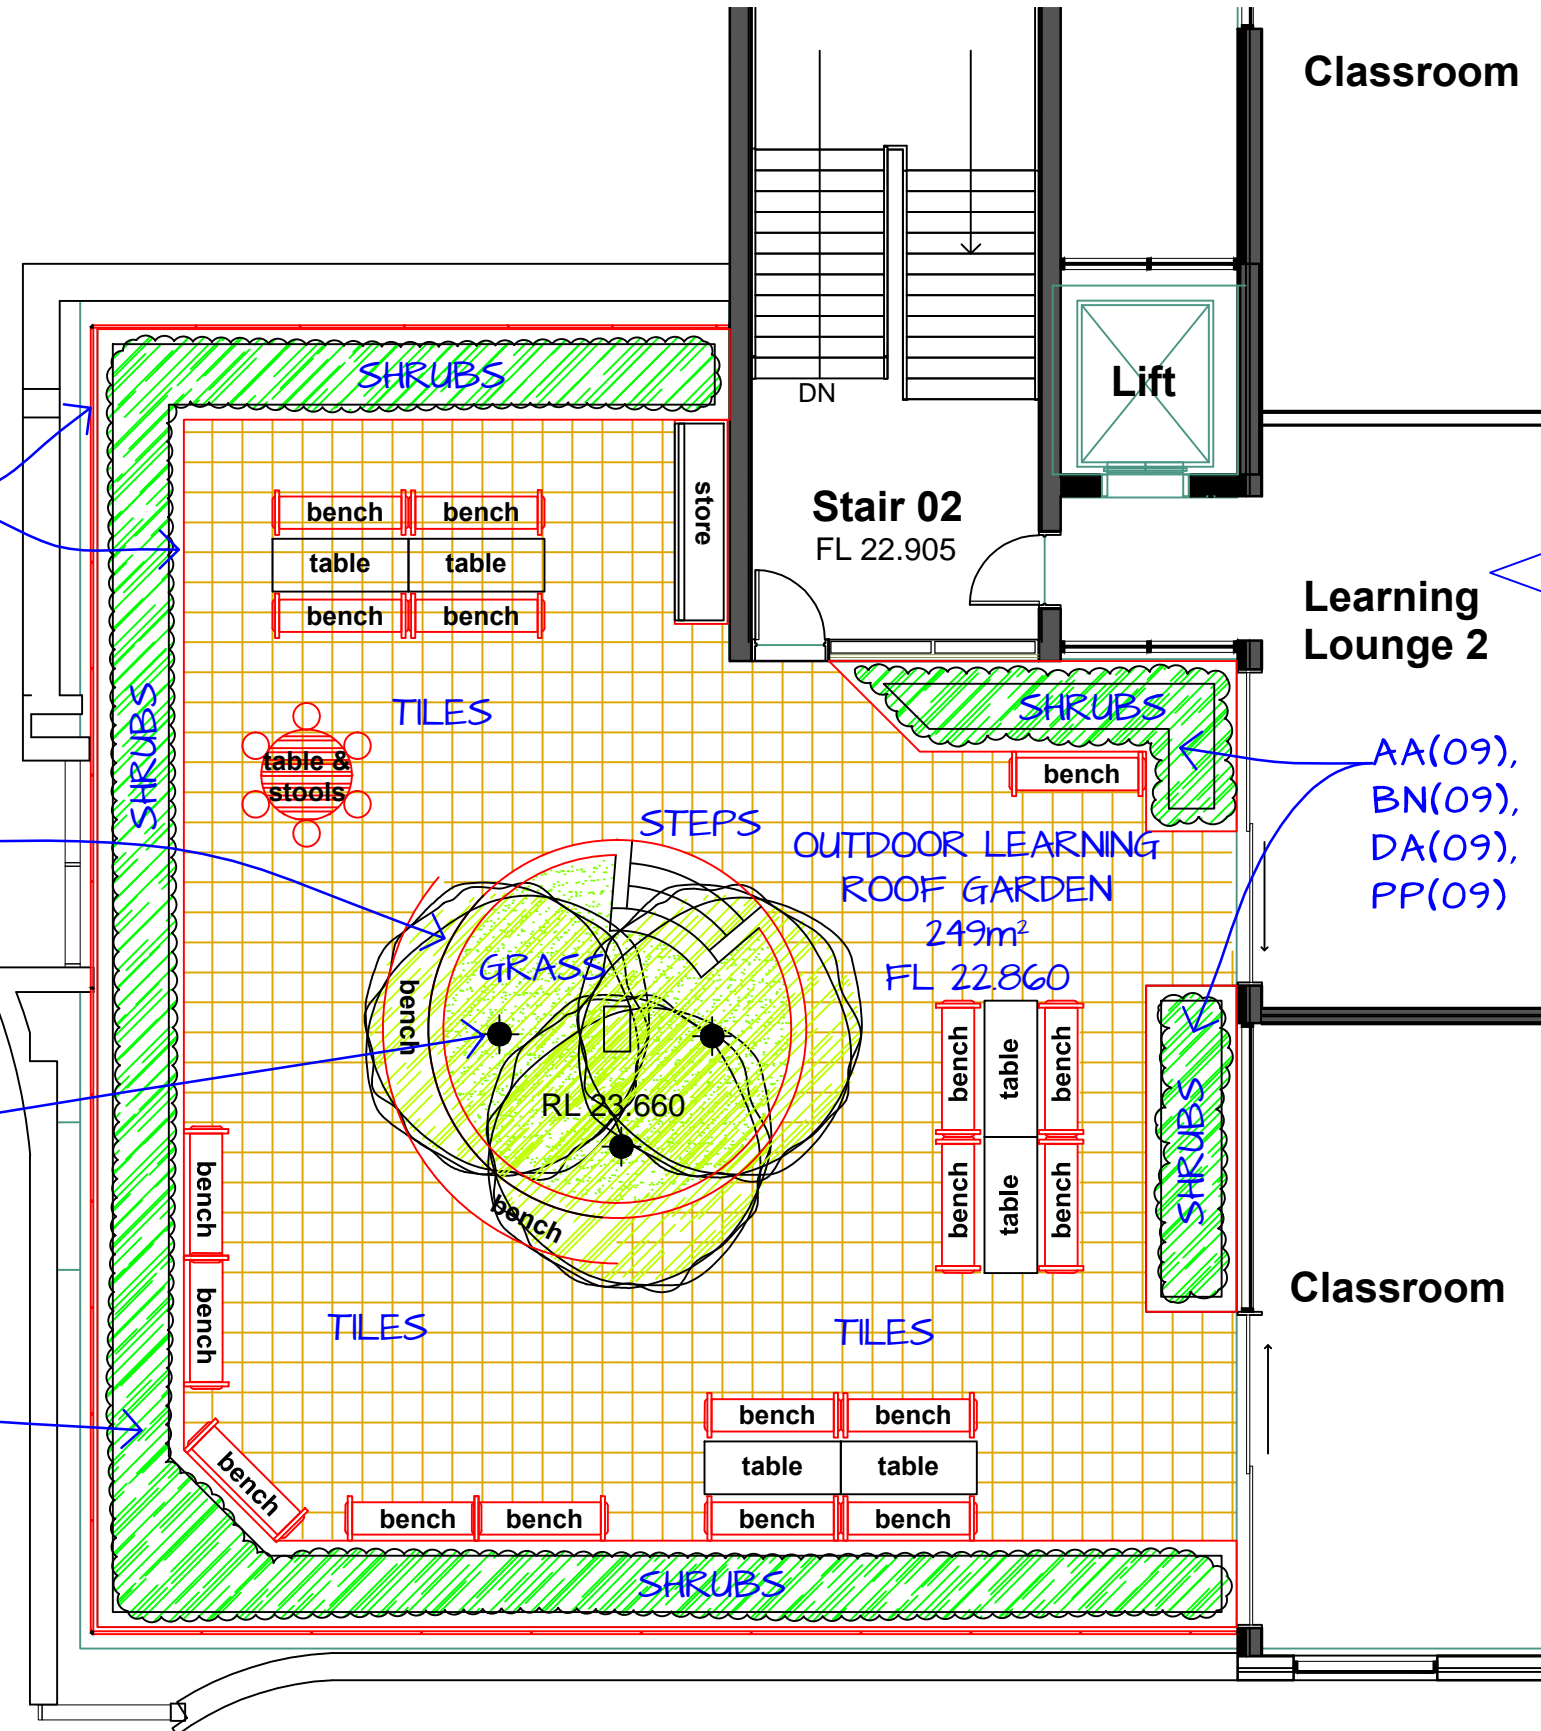 Classroom
SHRUBS
DN
Lift
bench
bench
store
table
table
bench
bench
Stair 02
FL 22.905
Learning
Lounge 2
SHRUBS
TILES
SHRUBS
bench
AA(09),
BN(09),
DA(09),
PP(09)
table &
stools
STEPS
OUTDOOR LEARNING
ROOF GARDEN
249m²
FL 22.860
GRASS
bench
bench
table
bench
RL 23.660
bench
table
bench
SHRUBS
bench
bench
bench
Classroom
TILES
TILES
bench
bench
bench
table
table
bench
bench
bench
bench
SHRUBS